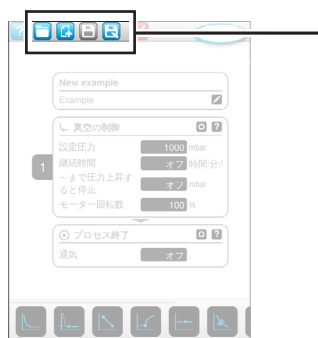 ?
New example
Example
真空の制御 ?
設定圧力 1000 mbar
継続時間 オフ 時間:分:
～まで圧力上昇す
ると停止 オフ mbar
モーター回転数 100 %
1
プロセス終了 ?
通気 オフ